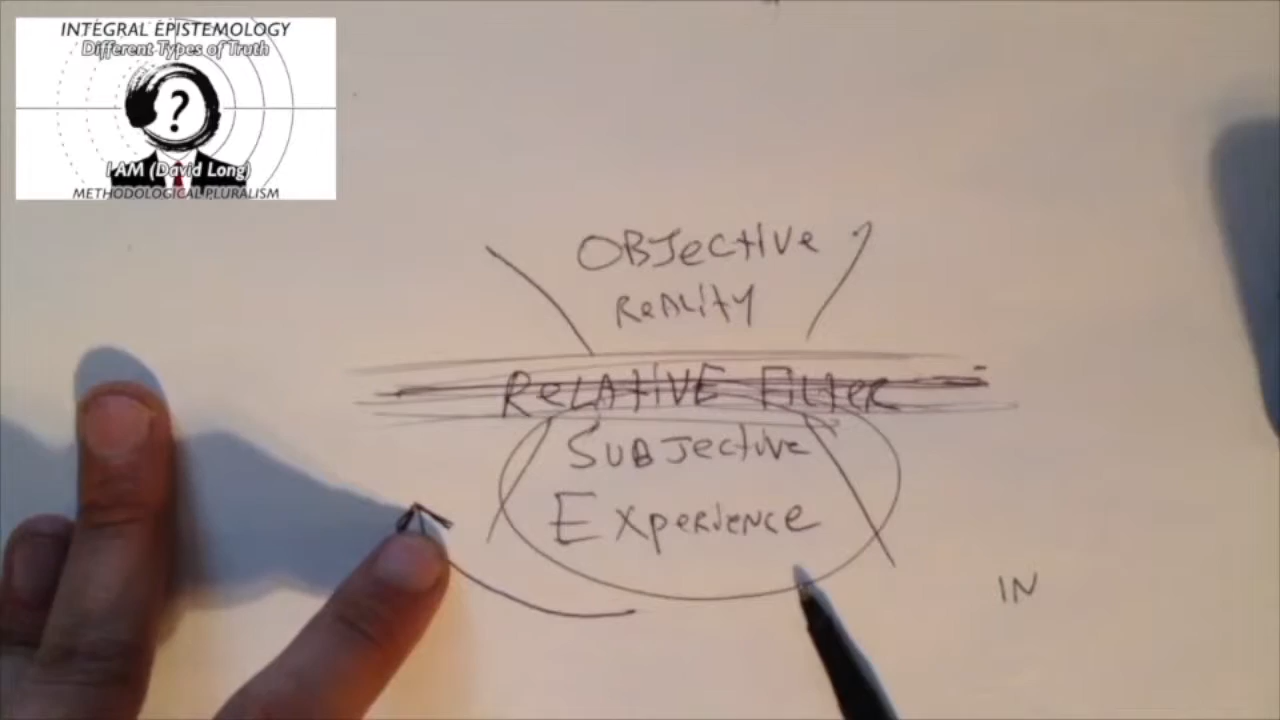 INTEGRAL EPISTEMOLOGY
Different Types of Truth
?
I AM (David Long)
METHODOLOGICAL PLURALISM
OBJective
ReALitY
ReLAtiVE FiLter
SuBJective
Experience
IN